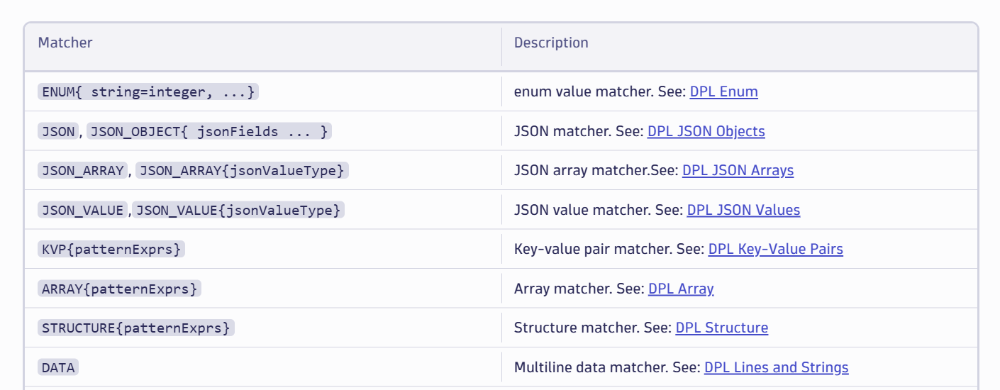 Matcher Description
ENUM{ string=integer, ...} enum value matcher. See: DPL Enum
JSON, JSON_OBJECT{ jsonFields ... } JSON matcher. See: DPL JSON Objects
JSON_ARRAY, JSON_ARRAY{jsonValueType} JSON array matcher.See: DPL JSON Arrays
JSON_VALUE,JSON_VALUE{jsonValueType} JSON value matcher. See: DPL JSON Values
KVP{patternExprs} Key-value pair matcher. See: DPL Key-Value Pairs
ARRAY{patternExprs} Array matcher. See: DPL Array
STRUCTURE{patternExprs} Structure matcher. See: DPL Structure
DATA Multiline data matcher. See: DPL Lines and Strings